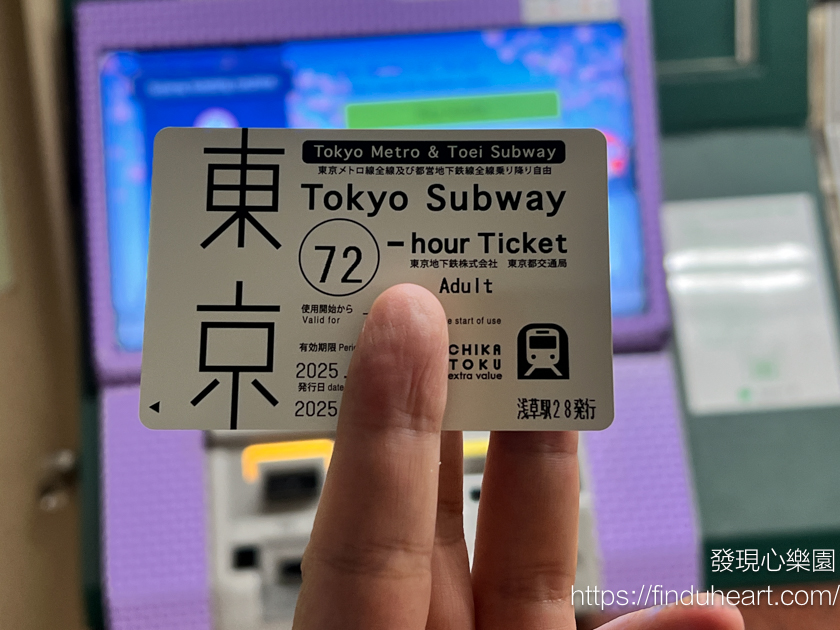 東京
Tokyo Metro & Toei Subway
東京メトロ線全線及び都営地下鉄線全線乗り降り自由
Tokyo Subway
72 -hour Ticket
東京地下鉄株式会社 東京都交通局
Adult
使用開始から
Valid for
start of use
有効期限
2025.
CHIKA
TOKU
extra value
発行日 date
2025
浅草駅28発行
發現心樂園
https://finduheart.com/